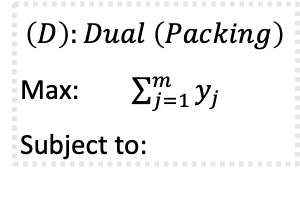 (D): Dual (Packing)
Max: ∑_{j=1}^{m} y_j
Subject to: